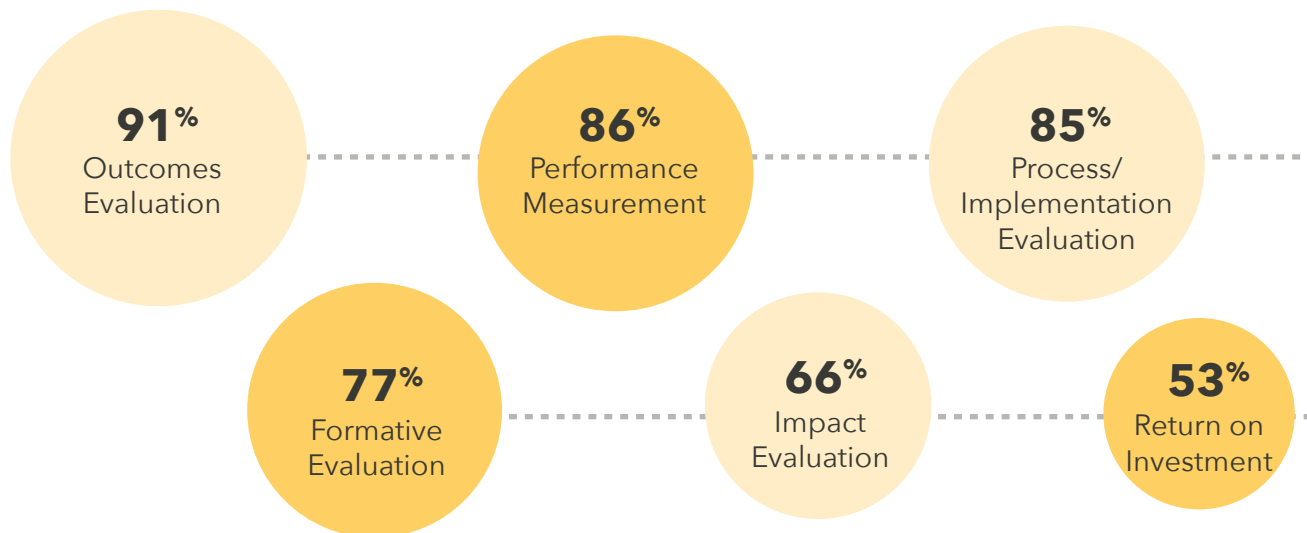 91%
Outcomes
Evaluation
86%
Performance
Measurement
85%
Process/
Implementation
Evaluation
77%
Formative
Evaluation
66%
Impact
Evaluation
53%
Return on
Investment